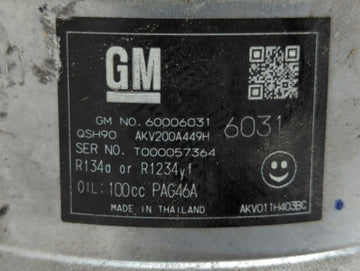 GM
GM NO. 60006031 6031
QSH90 AKV200A449H
SER NO. T000057364
R134a or R1234yf
OIL: 100cc PAG46A
MADE IN THAILAND AKV011H403BC